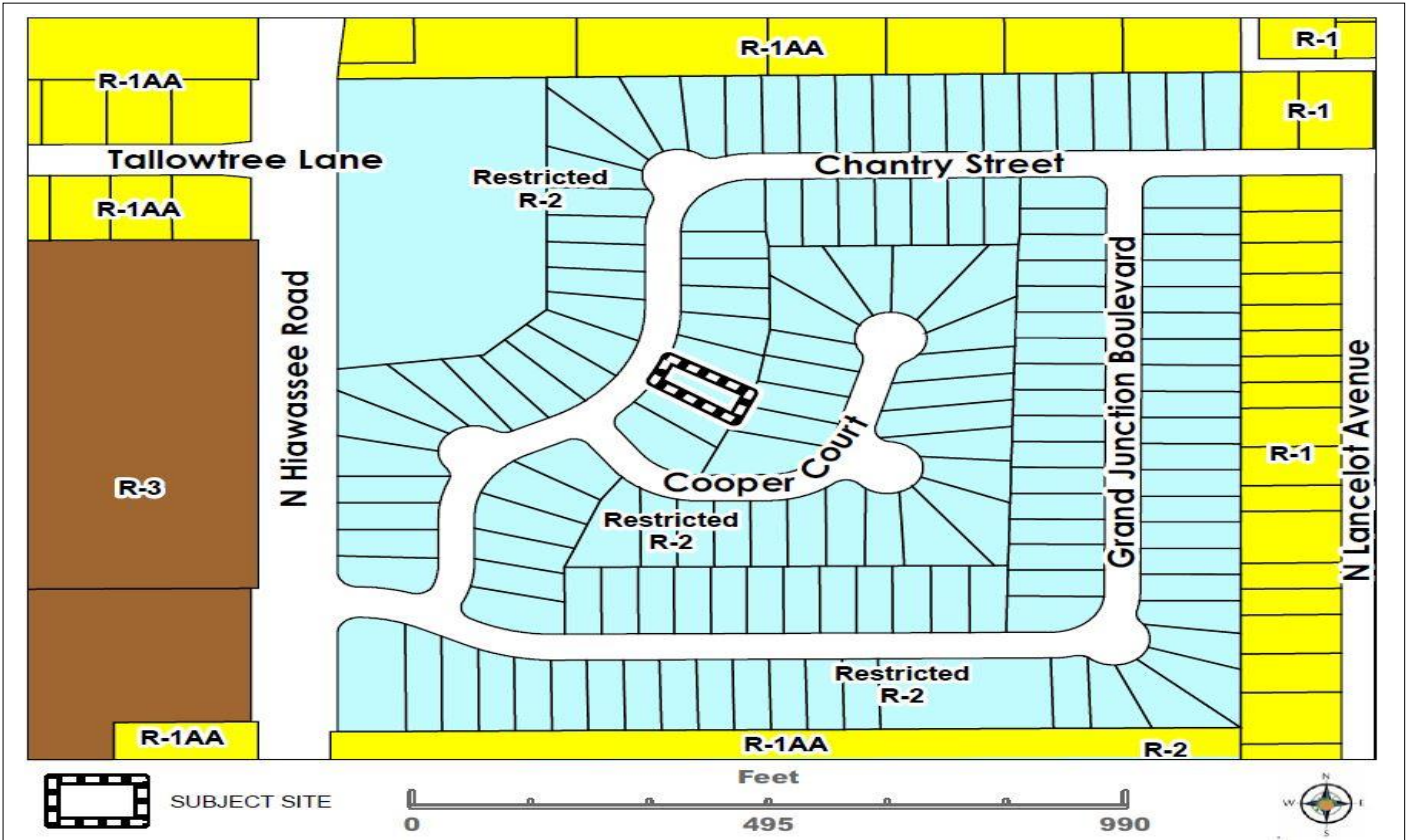 R-1AA
R-1
R-1AA
R-1
Tallowtree Lane
Chantry Street
Restricted
R-2
R-1AA
N Hiawassee Road
Grand Junction Boulevard
N Lancelot Avenue
Cooper Court
R-1
R-3
Restricted
R-2
Restricted
R-2
R-1AA
R-1AA
R-2
Feet
SUBJECT SITE
0
495
990
N
W
E
S